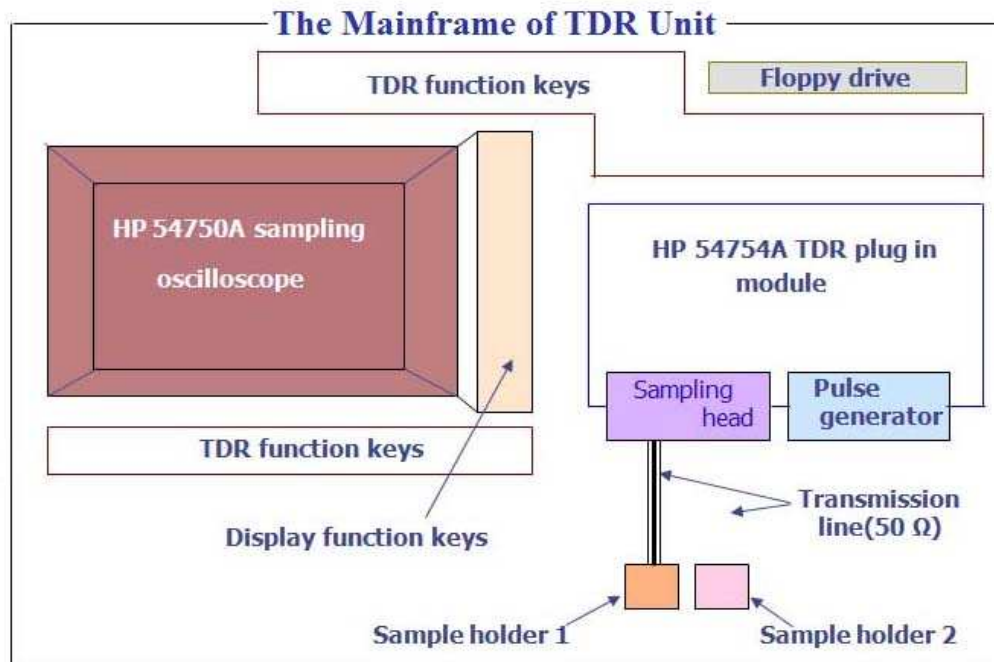 The Mainframe of TDR Unit
TDR function keys
Floppy drive
HP 54750A sampling
oscilloscope
HP 54754A TDR plug in
module
Sampling
head
Pulse
generator
TDR function keys
Transmission
line(50 Ω)
Display function keys
Sample holder 1
Sample holder 2